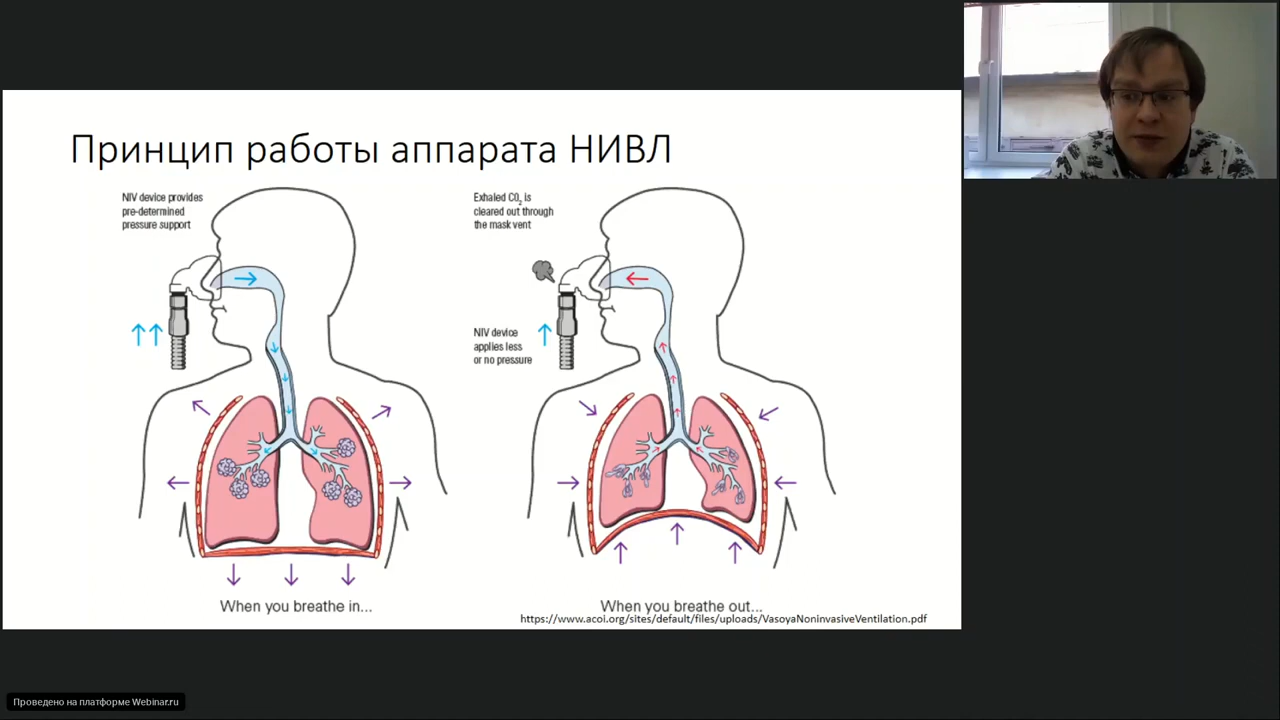 Принцип работы аппарата НИВЛ
NIV device provides
pre-determined
pressure support
Exhaled CO₂ is
cleared out through
the mask vent
NIV device
applies less
or no pressure
When you breathe in...
When you breathe out...
https://www.acoi.org/sites/default/files/uploads/VasoyaNoninvasiveVentilation.pdf
Проведено на платформе Webinar.ru